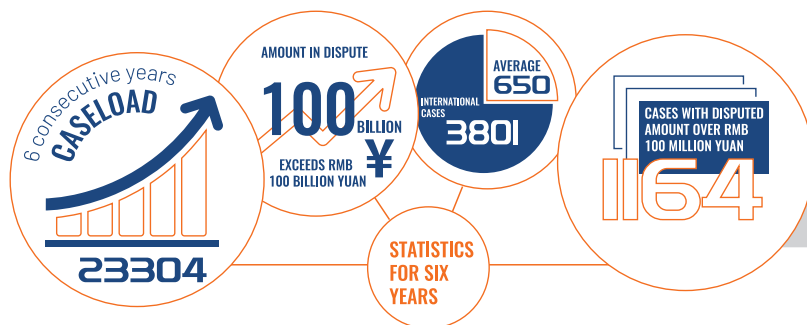 6 consecutive years
CASELOAD
23304
AMOUNT IN DISPUTE
100 BILLION
¥
EXCEEDS RMB
100 BILLION YUAN
AVERAGE
650
INTERNATIONAL
CASES
3801
CASES WITH DISPUTED
AMOUNT OVER RMB
100 MILLION YUAN
1164
STATISTICS
FOR SIX
YEARS